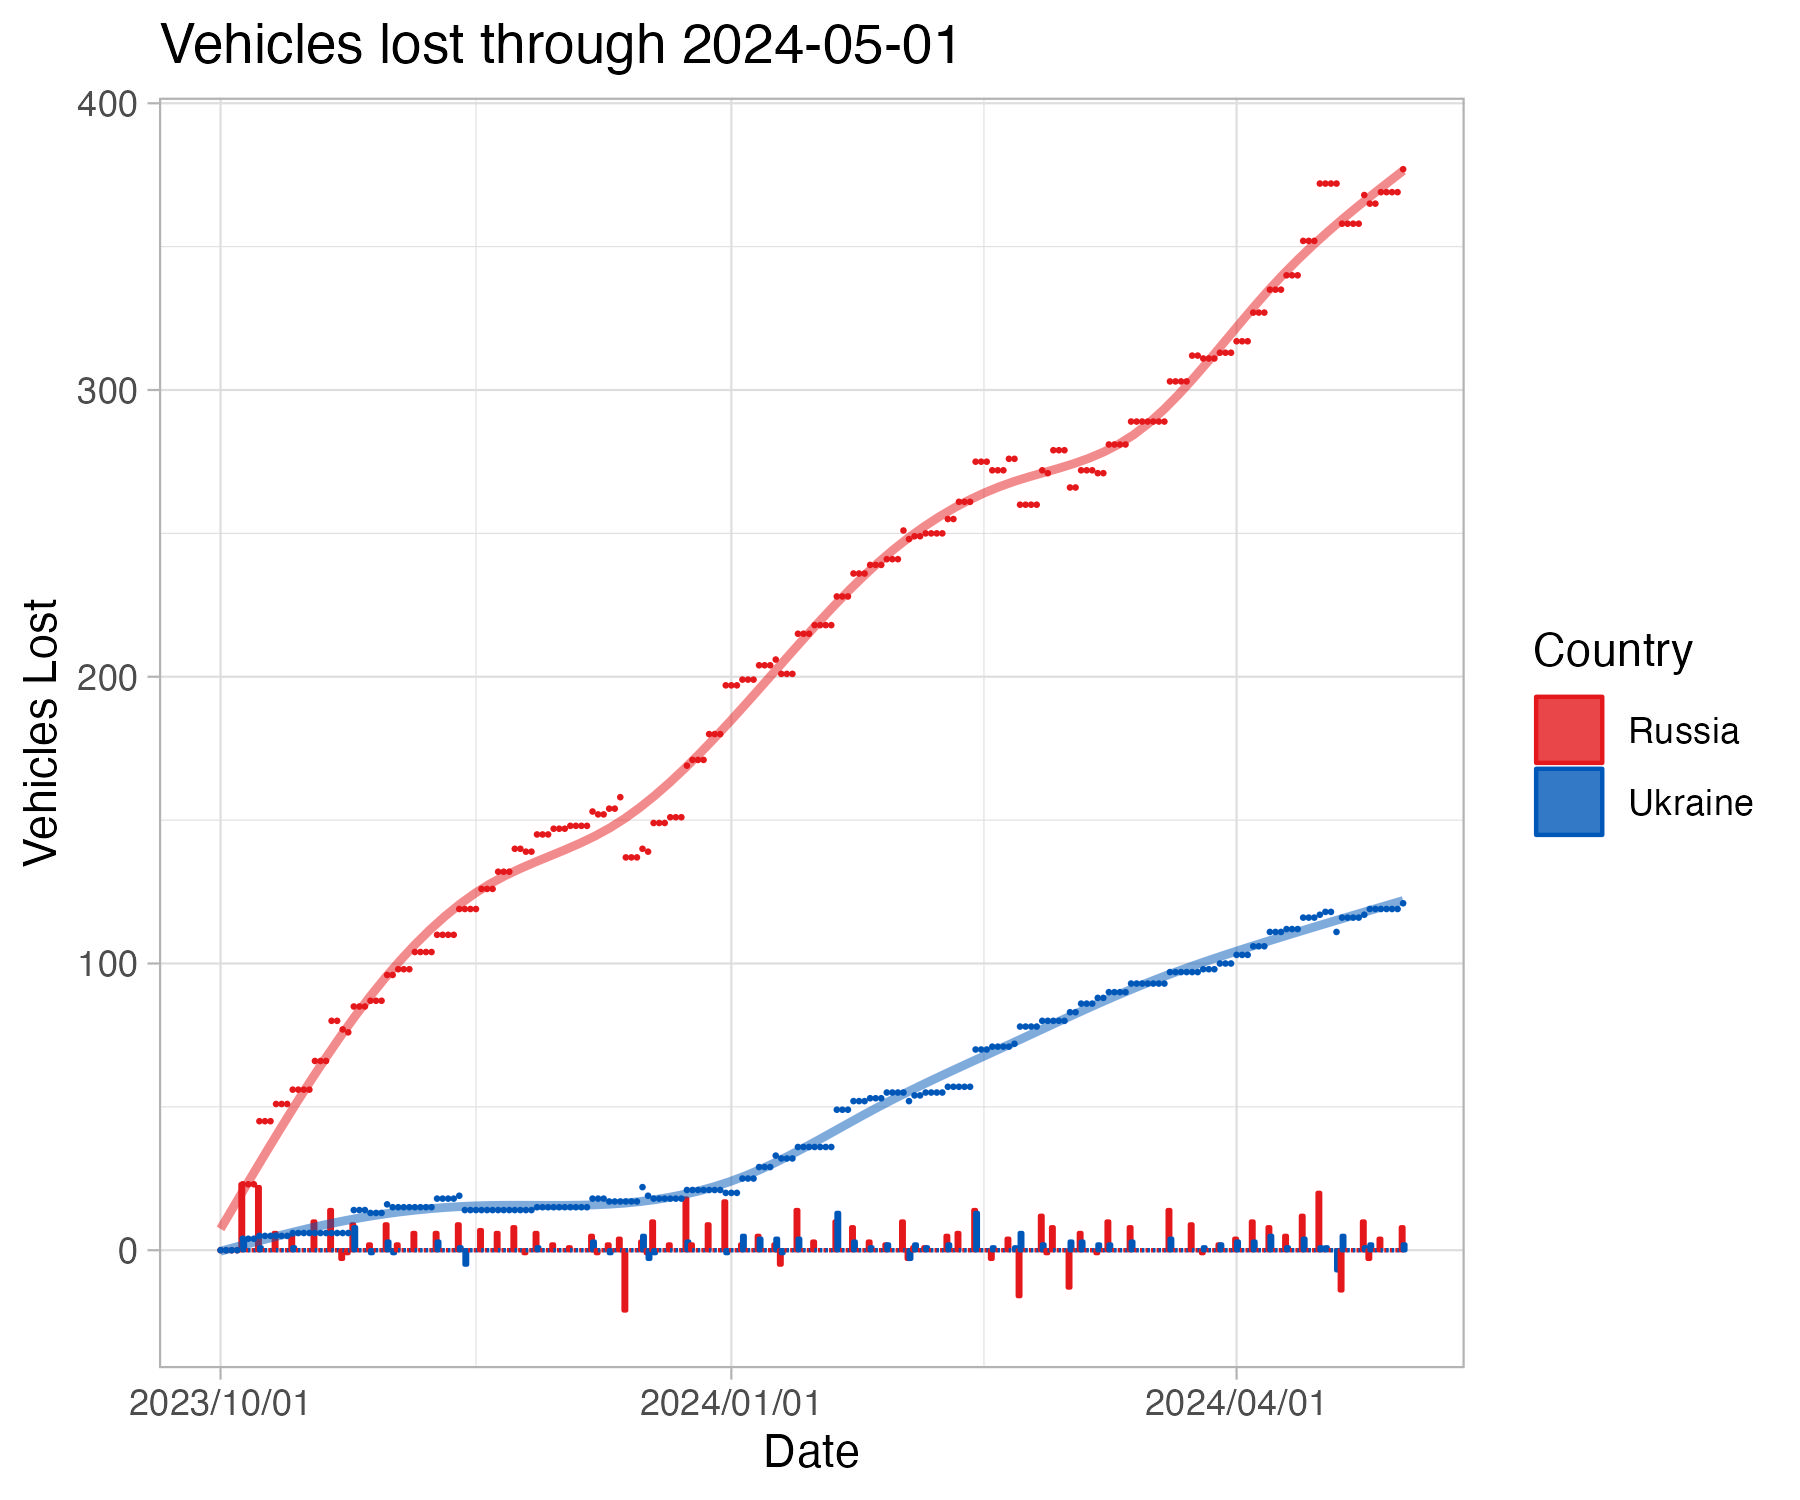 Vehicles lost through 2024-05-01
400
300
200
100
0
Vehicles Lost
2023/10/01
2024/01/01
2024/04/01
Date
Country
Russia
Ukraine